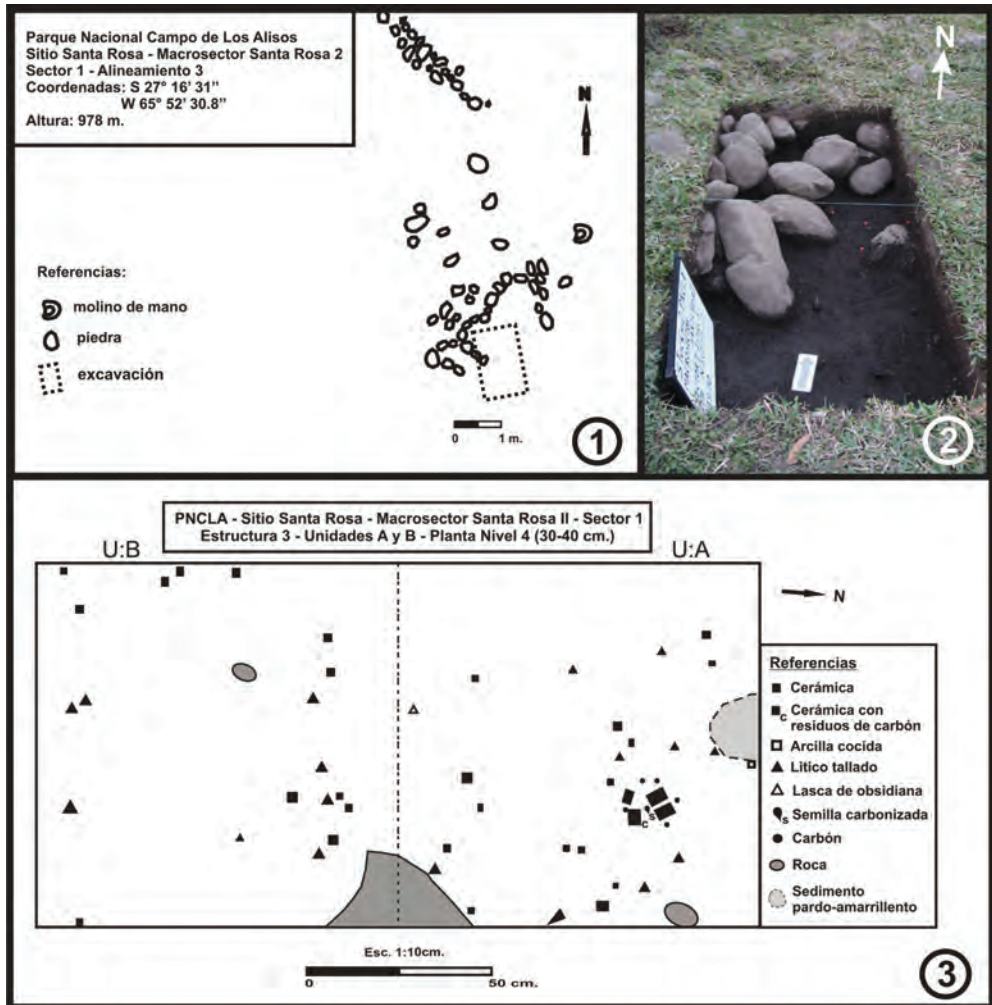 Parque Nacional Campo de Los Alisos
Sitio Santa Rosa - Macrosector Santa Rosa 2
Sector 1 - Alineamiento 3
Coordenadas: S 27° 16' 31"
W 65° 52' 30.8"
Altura: 978 m.
N
Referencias:
molino de mano
piedra
excavación
0 1 m.
1
N
2
PNCLA - Sitio Santa Rosa - Macrosector Santa Rosa II - Sector 1
Estructura 3 - Unidades A y B - Planta Nivel 4 (30-40 cm.)
U:B U:A
N
Referencias
Cerámica
c Cerámica con
residuos de carbón
Arcilla cocida
Lítico tallado
Lasca de obsidiana
s Semilla carbonizada
Carbón
Roca
Sedimento
pardo-amarrillento
s
c
Esc. 1:10cm.
0 50 cm.
3